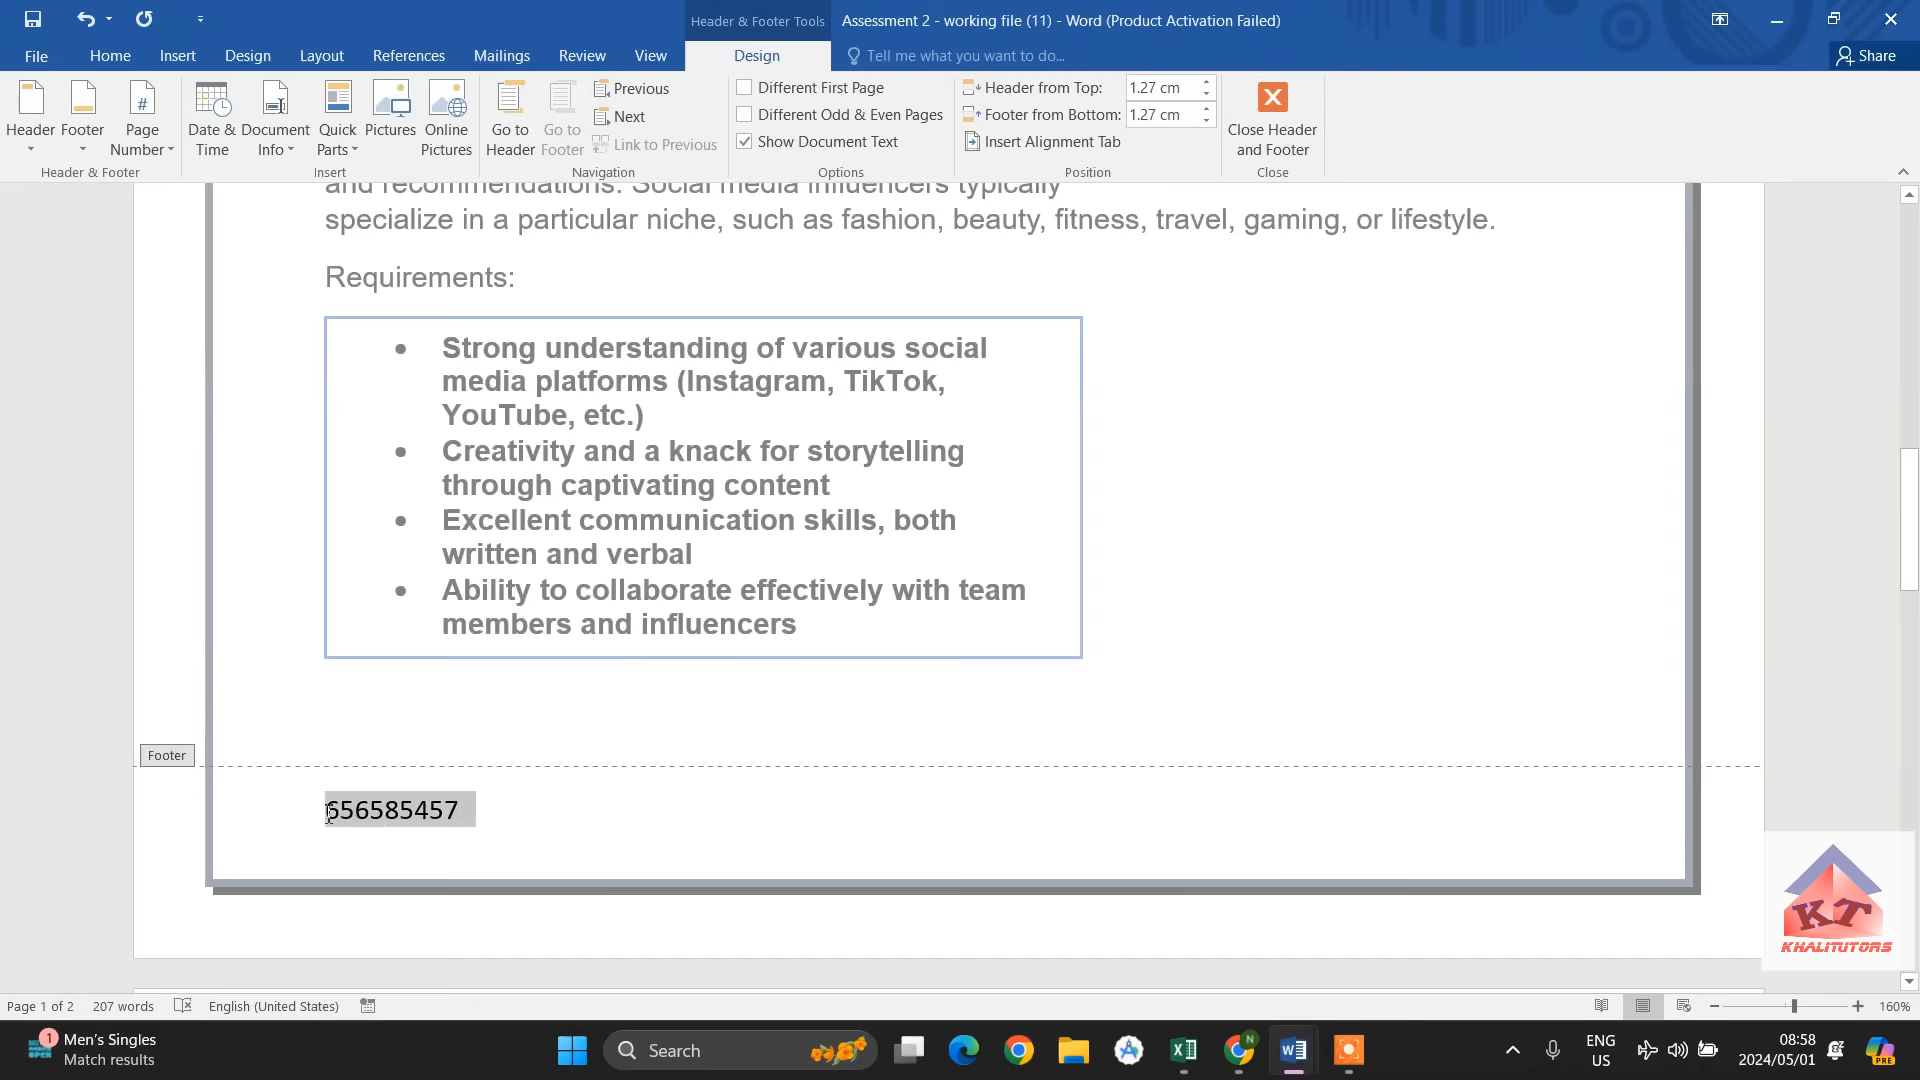 Header & Footer Tools
Assessment 2 - working file (11) - Word (Product Activation Failed)
File
Home
Insert
Design
Layout
References
Mailings
Review
View
Design
Tell me what you want to do...
Share
Header
Footer
Page Number
Header & Footer
Date & Time
Document Info
Quick Parts
Pictures
Online Pictures
Insert
Go to Header
Go to Footer
Previous
Next
Link to Previous
Navigation
Different First Page
Different Odd & Even Pages
Show Document Text
Options
Header from Top: 1.27 cm
Footer from Bottom: 1.27 cm
Insert Alignment Tab
Position
Close Header and Footer
Close
and recommendations. Social media influencers typically
specialize in a particular niche, such as fashion, beauty, fitness, travel, gaming, or lifestyle.
Requirements:
• Strong understanding of various social
media platforms (Instagram, TikTok,
YouTube, etc.)
• Creativity and a knack for storytelling
through captivating content
• Excellent communication skills, both
written and verbal
• Ability to collaborate effectively with team
members and influencers
Footer
656585457
KT
KHALITUTORS
Page 1 of 2
207 words
English (United States)
160%
1
Men's Singles
Match results
Search
N
ENG
US
08:58
2024/05/01
PRE